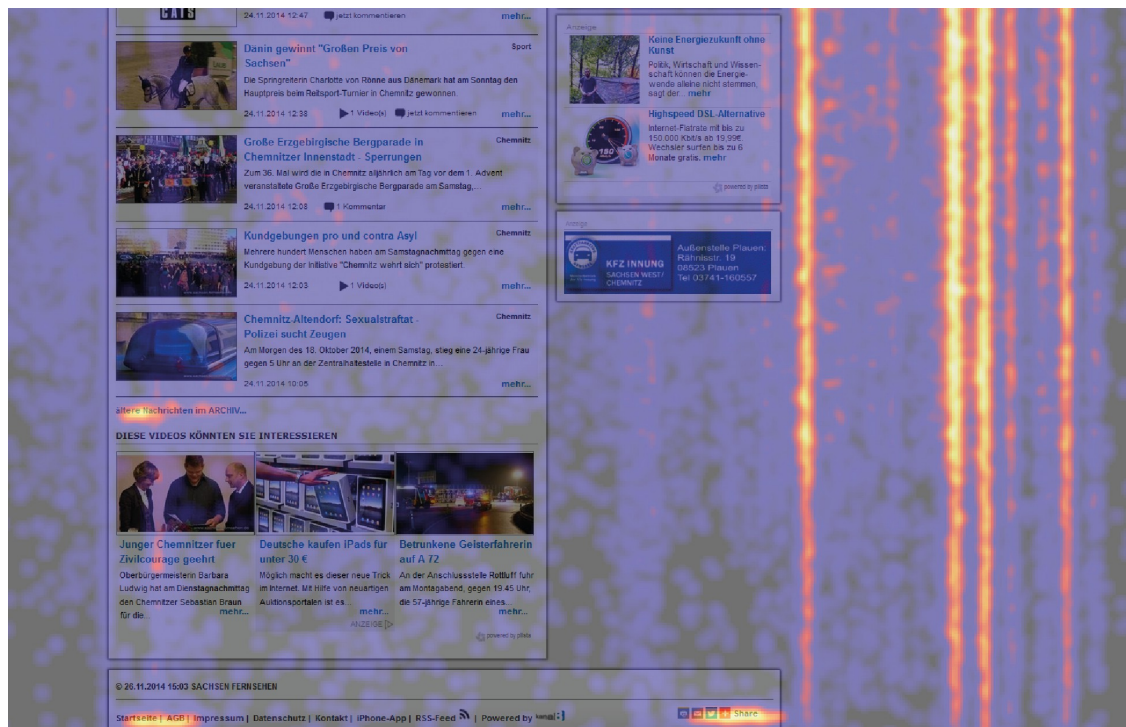 CATS
24.11.2014 12:47 jetzt kommentieren mehr...
Dänin gewinnt "Großen Preis von Sachsen"
Sport
Die Springreiterin Charlotte von Rönne aus Dänemark hat am Sonntag den
Hauptpreis beim Reitsport-Turnier in Chemnitz gewonnen.
24.11.2014 12:38 1 Video(s) jetzt kommentieren mehr...
Große Erzgebirgische Bergparade in
Chemnitzer Innenstadt - Sperrungen
Chemnitz
Zum 36. Mal wird die in Chemnitz alljährlich am Tag vor dem 1. Advent
veranstaltete Große Erzgebirgische Bergparade am Samstag,...
24.11.2014 12:08 1 Kommentar mehr...
Kundgebungen pro und contra Asyl
Chemnitz
Mehrere hundert Menschen haben am Samstagnachmittag gegen eine
Kundgebung der Initiative "Chemnitz wehrt sich" protestiert.
24.11.2014 12:03 1 Video(s) mehr...
Chemnitz-Altendorf: Sexualstraftat -
Polizei sucht Zeugen
Chemnitz
Am Morgen des 18. Oktober 2014, einem Samstag, stieg eine 24-jährige Frau
gegen 5 Uhr an der Zentralhaltestelle in Chemnitz in...
24.11.2014 10:05 mehr...
ältere Nachrichten im ARCHIV...
DIESE VIDEOS KÖNNTEN SIE INTERESSIEREN
Junger Chemnitzer fuer
Zivilcourage geehrt
Oberbürgermeisterin Barbara
Ludwig hat am Dienstagnachmittag
den Chemnitzer Sebastian Braun
für die...
mehr...
Deutsche kaufen iPads für
unter 30 €
Möglich macht es dieser neue Trick
im Internet. Mit Hilfe von neuartigen
Auktionsportalen ist es...
mehr...
ANZEIGE
Betrunkene Geisterfahrerin
auf A 72
An der Anschlussstelle Rottluff fuhr
am Montagabend, gegen 19.45 Uhr,
die 57-jährige Fahrerin eines...
mehr...
powered by plista
Anzeige
Keine Energiezukunft ohne
Kunst
Politik, Wirtschaft und Wissen-
schaft können die Energie-
wende alleine nicht stemmen,
sagt der... mehr
Highspeed DSL-Alternative
Internet-Flatrate mit bis zu
150.000 Kbit/s ab 19,99€
Wechsler surfen bis zu 6
Monate gratis. mehr
180
powered by plista
Anzeige
KFZ INNUNG
SACHSEN WEST/
CHEMNITZ
Außenstelle Plauen:
Rähnisstr. 19
08523 Plauen
Tel 03741-160557
© 26.11.2014 15:03 SACHSEN FERNSEHEN
Startseite | AGB | Impressum | Datenschutz | Kontakt | iPhone-App | RSS-Feed | Powered by
Share